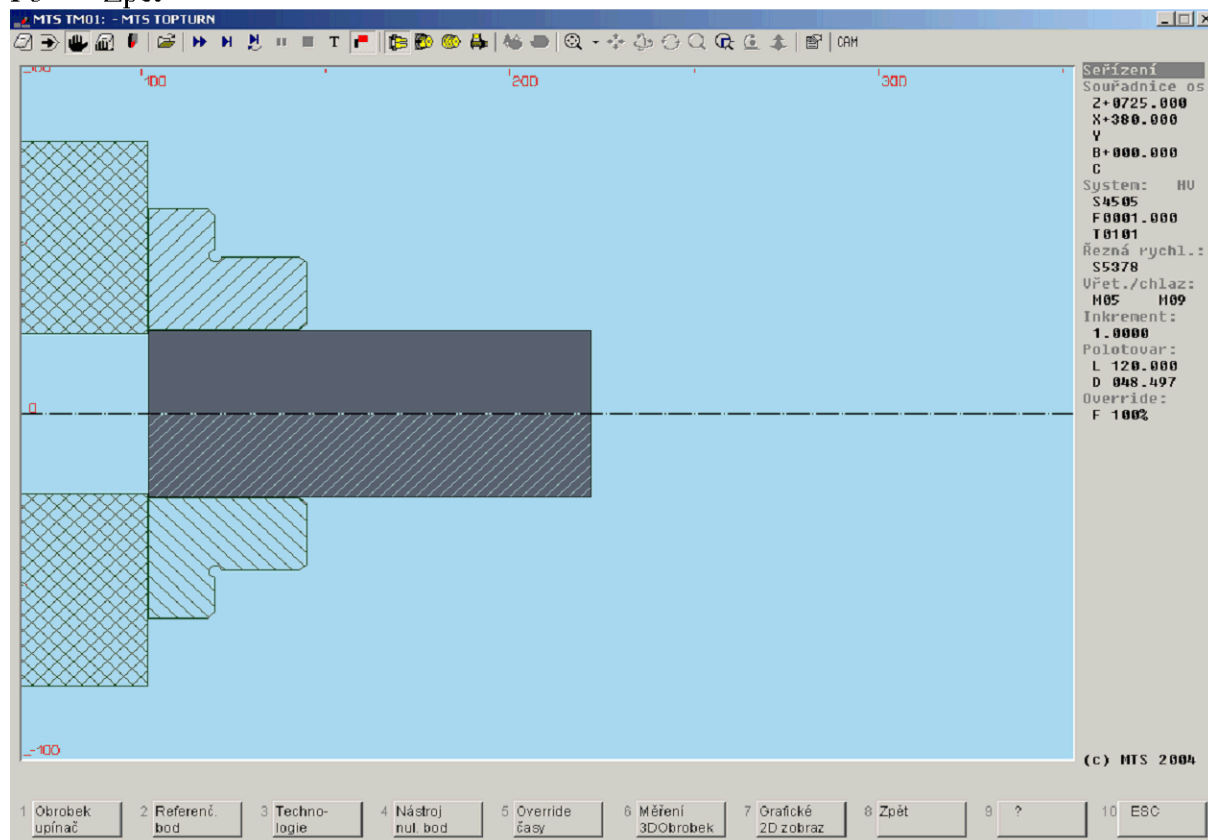 MTS TM01: - MTS TOPTURN
T
CAM
100
200
300
0
_-100
Seřízení
Souřadnice os
Z+0725.000
X+380.000
Y
B+000.000
C
System: HV
S4505
F0001.000
T0101
Řezná rychl.:
S5378
Vřet./chlaz:
M05 M09
Inkrement:
1.0000
Polotovar:
L 120.000
D 048.497
Override:
F 100%
(c) MTS 2004
1 Obrobek upínač
2 Referenč. bod
3 Techno- logie
4 Nástroj nul. bod
5 Override časy
6 Měření 3DObrobek
7 Grafické 2D zobraz
8 Zpět
9 ?
10 ESC